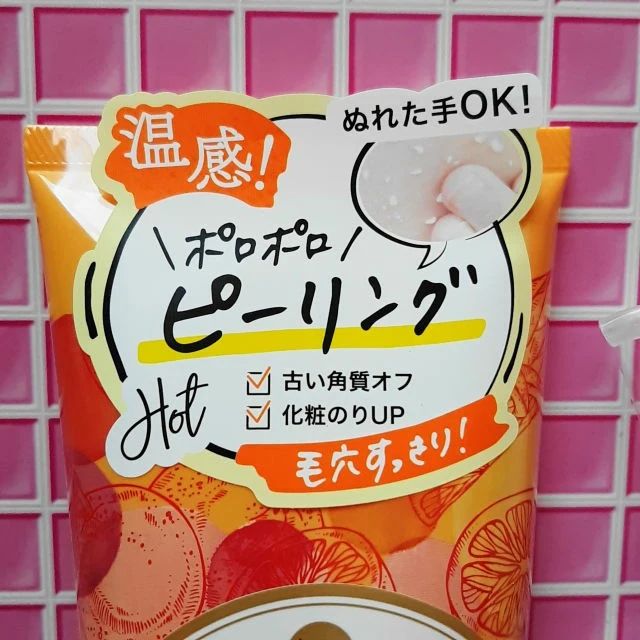 ぬれた手OK!
温感!
\ポロポロ/
ピーリング
Hot
古い角質オフ
化粧のりUP
毛穴すっきり!